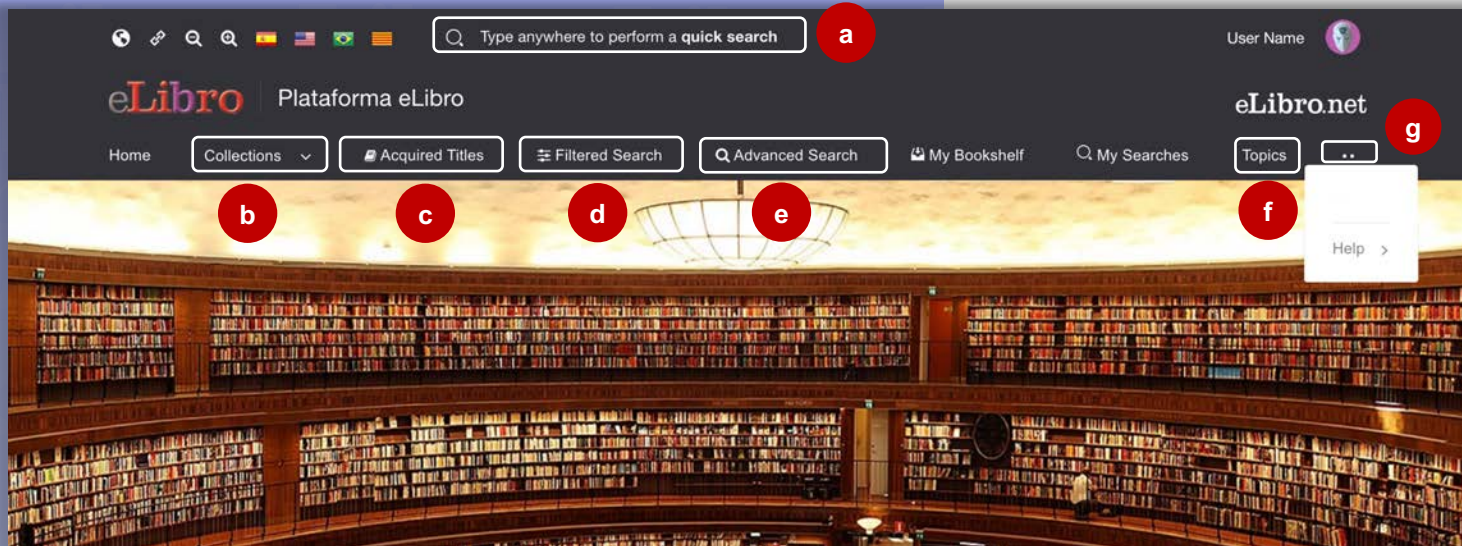 Type anywhere to perform a quick search
a
User Name
eLibro Plataforma eLibro
eLibro.net
g
Home Collections Acquired Titles Filtered Search Advanced Search My Bookshelf My Searches Topics ..
b c d e f
Help >